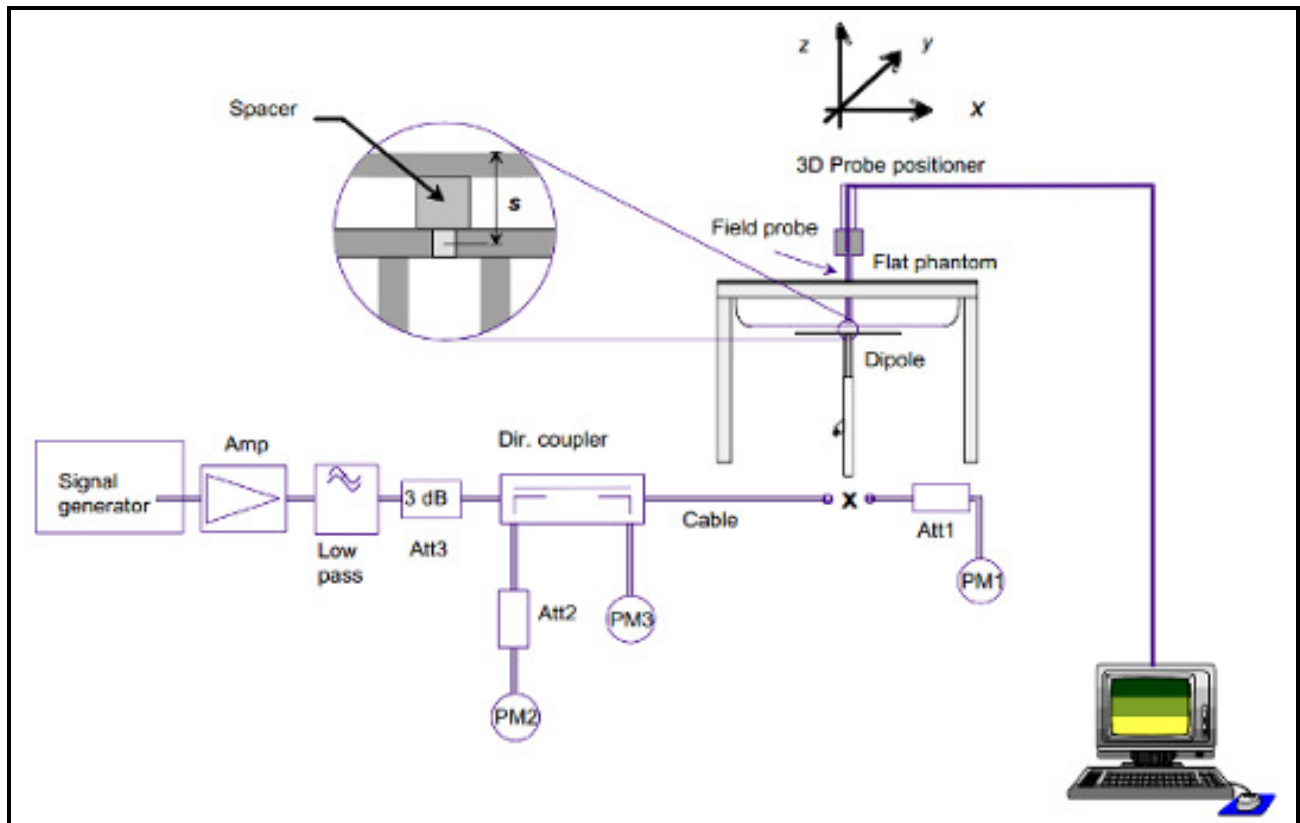 z
y
X
Spacer
s
3D Probe positioner
Field probe
Flat phantom
Dipole
Signal
generator
Amp
Low
pass
3 dB
Att3
Dir. coupler
Cable
x
Att1
PM1
Att2
PM3
PM2